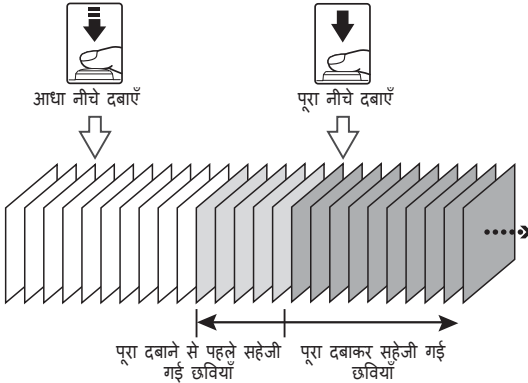 आधा नीचे दबाएँ
पूरा नीचे दबाएँ
पूरा दबाने से पहले सहेजी
गई छवियाँ
पूरा दबाकर सहेजी गई
छवियाँ